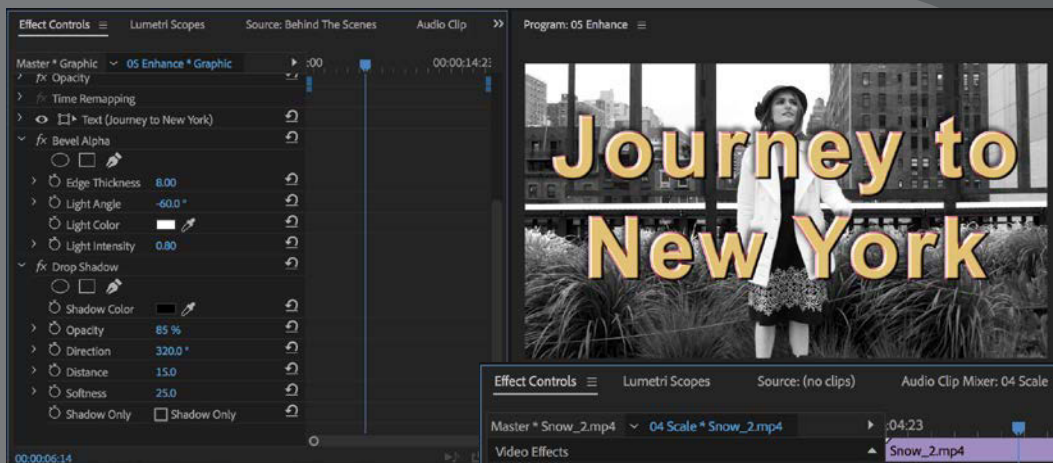 Effect Controls
Lumetri Scopes
Source: Behind The Scenes
Audio Clip
Master * Graphic
05 Enhance * Graphic
:00
00:00:14:23
fx Opacity
fx Time Remapping
Text (Journey to New York)
fx Bevel Alpha
Edge Thickness 8.00
Light Angle -60.0 °
Light Color
Light Intensity 0.80
fx Drop Shadow
Shadow Color
Opacity 85 %
Direction 320.0 °
Distance 15.0
Softness 25.0
Shadow Only Shadow Only
00:00:06:14
Program: 05 Enhance
Journey to
New York
Effect Controls
Lumetri Scopes
Source: (no clips)
Audio Clip Mixer: 04 Scale
Master * Snow_2.mp4
04 Scale * Snow_2.mp4
:04:23
Video Effects
Snow_2.mp4